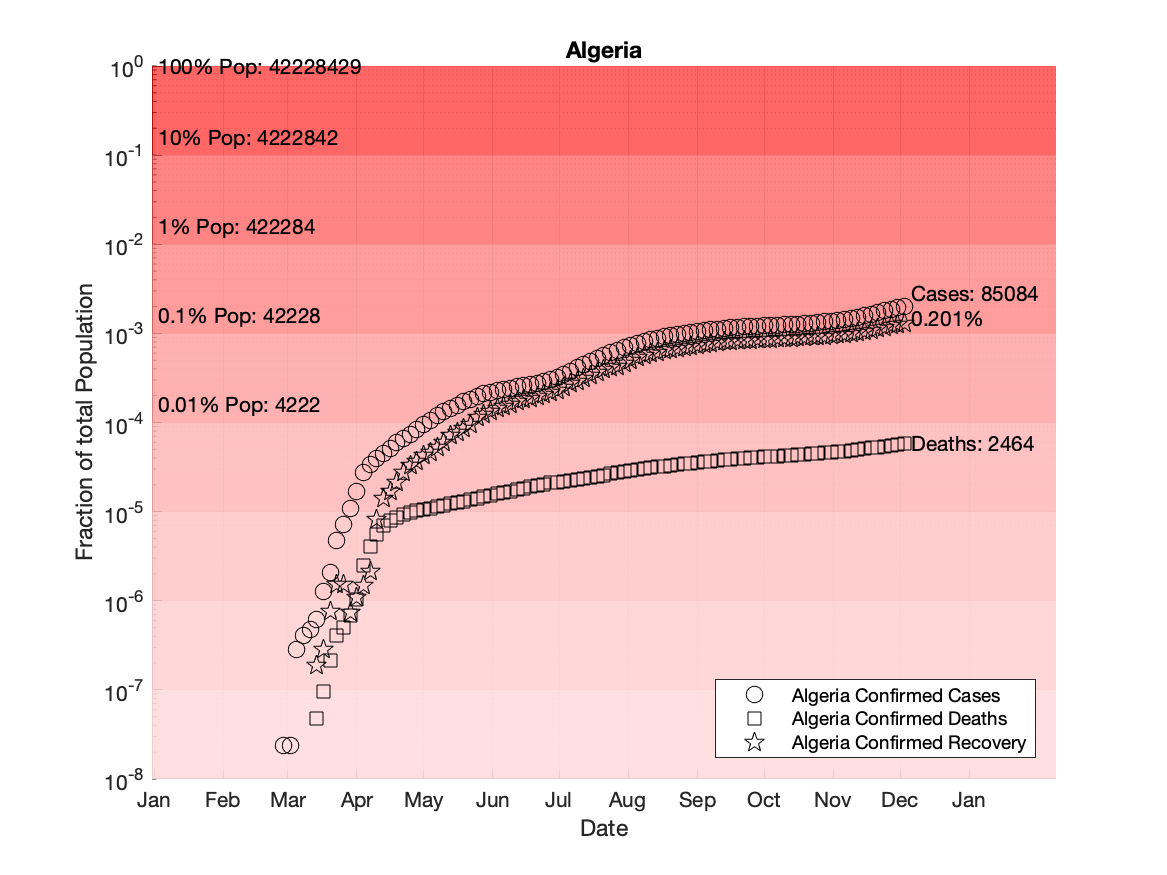 Algeria
10^0
100% Pop: 42228429
10% Pop: 4222842
10^-1
1% Pop: 422284
10^-2
Cases: 85084
0.1% Pop: 42228
0.201%
10^-3
0.01% Pop: 4222
10^-4
Deaths: 2464
10^-5
10^-6
10^-7
10^-8
Fraction of total Population
Algeria Confirmed Cases
Algeria Confirmed Deaths
Algeria Confirmed Recovery
Jan Feb Mar Apr May Jun Jul Aug Sep Oct Nov Dec Jan
Date